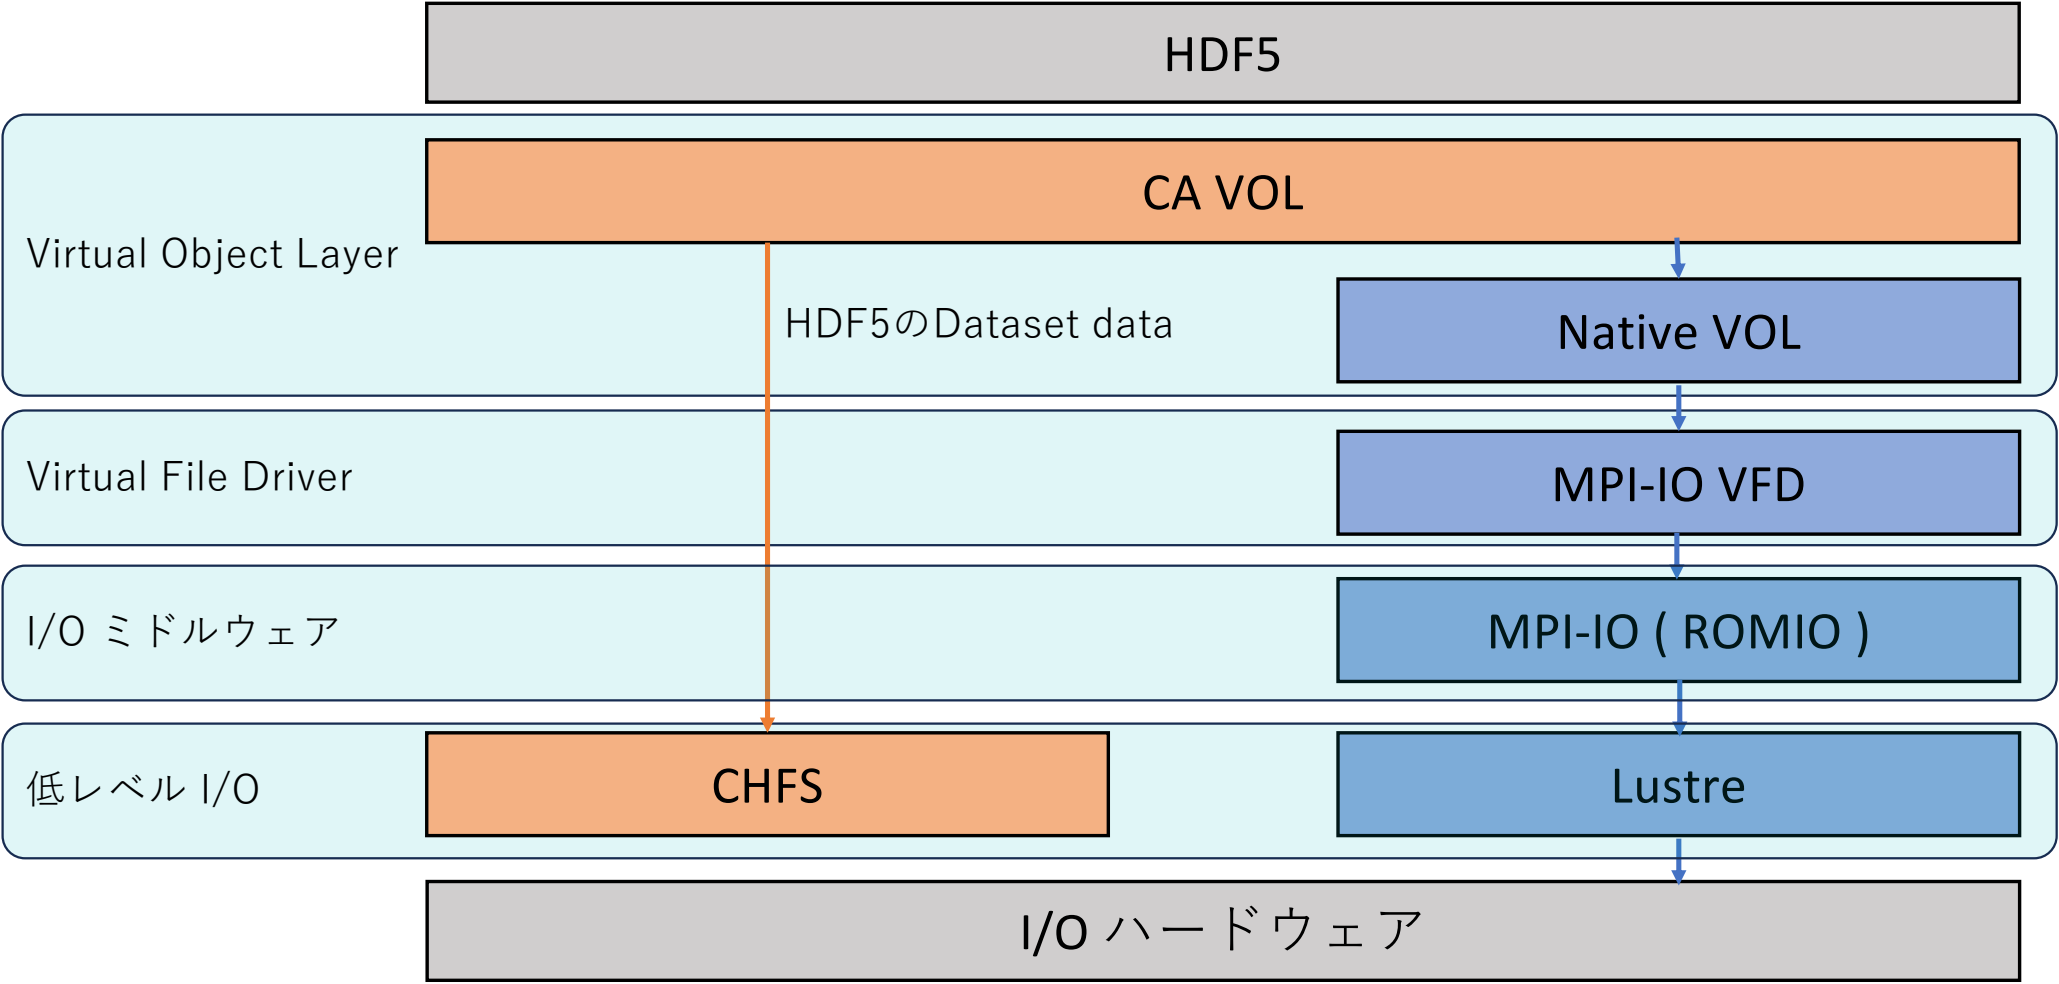 HDF5
CA VOL
Virtual Object Layer
HDF5のDataset data
Native VOL
Virtual File Driver
MPI-IO VFD
I/O ミドルウェア
MPI-IO ( ROMIO )
低レベル I/O
CHFS
Lustre
I/O ハードウェア